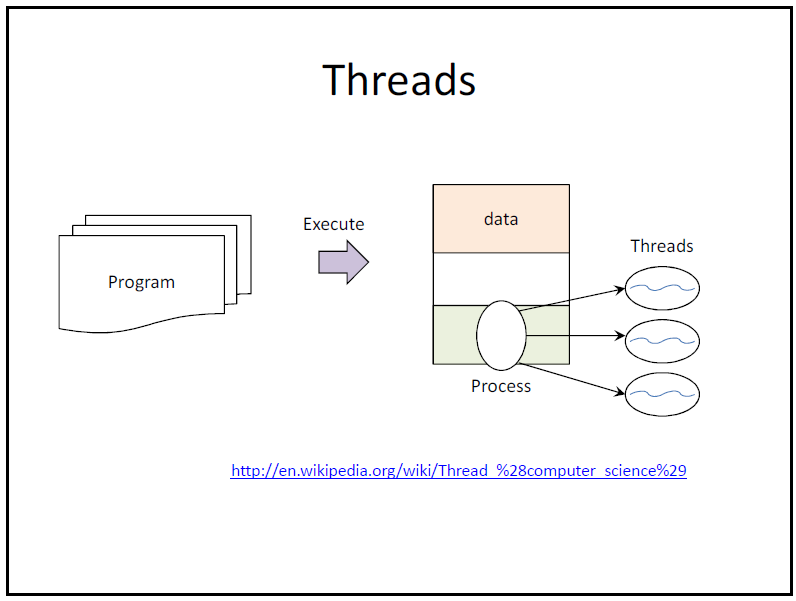 Threads
Program
Execute
data
Threads
Process
http://en.wikipedia.org/wiki/Thread_%28computer_science%29